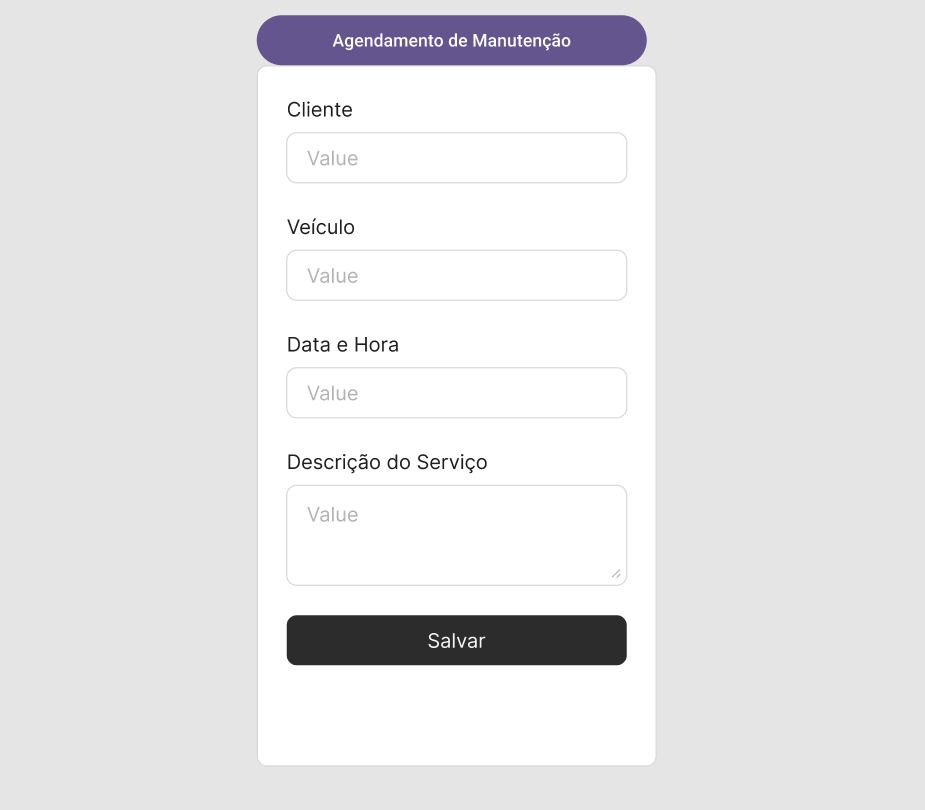 Agendamento de Manutenção
Cliente
Value
Veículo
Value
Data e Hora
Value
Descrição do Serviço
Value
Salvar